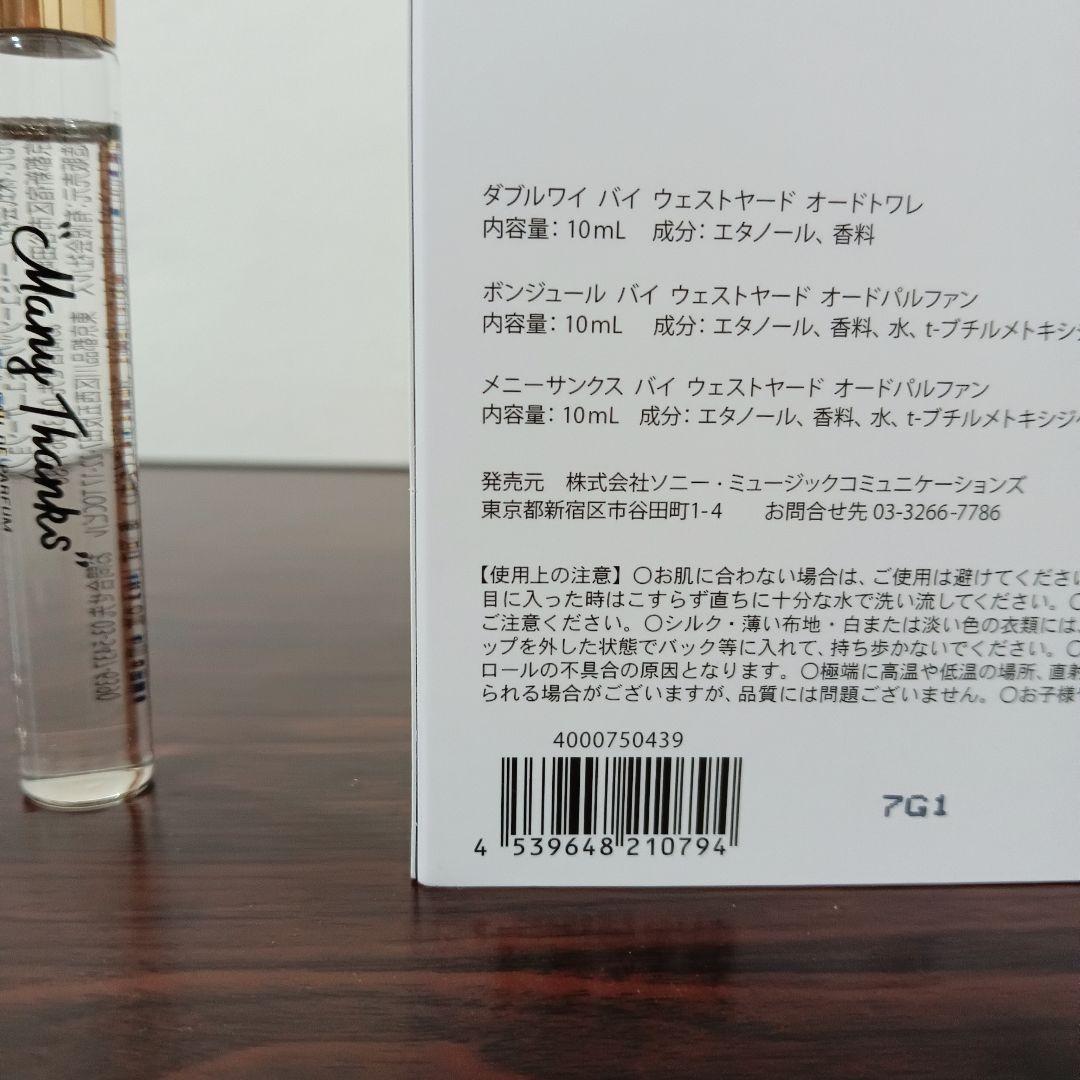 "Many Thanks"
ダブルワイ バイ ウェストヤード オードトワレ
内容量：10mL　成分：エタノール、香料
ボンジュール バイ ウェストヤード オードパルファン
内容量：10mL　成分：エタノール、香料、水、t-ブチルメトキシジ
メニーサンクス バイ ウェストヤード オードパルファン
内容量：10mL　成分：エタノール、香料、水、t-ブチルメトキシジ
発売元　株式会社ソニー・ミュージックコミュニケーションズ
東京都新宿区市谷田町1-4　お問合せ先 03-3266-7786
【使用上の注意】〇お肌に合わない場合は、ご使用は避けてくださ
目に入った時はこすらず直ちに十分な水で洗い流してください。〇
ご注意ください。〇シルク・薄い布地・白または淡い色の衣類には
ップを外した状態でバック等に入れて、持ち歩かないでください。〇
ロールの不具合の原因となります。〇極端に高温や低温の場所、直射
られる場合がございますが、品質には問題ございません。〇お子様
4000750439
7G1
4 539648 210794